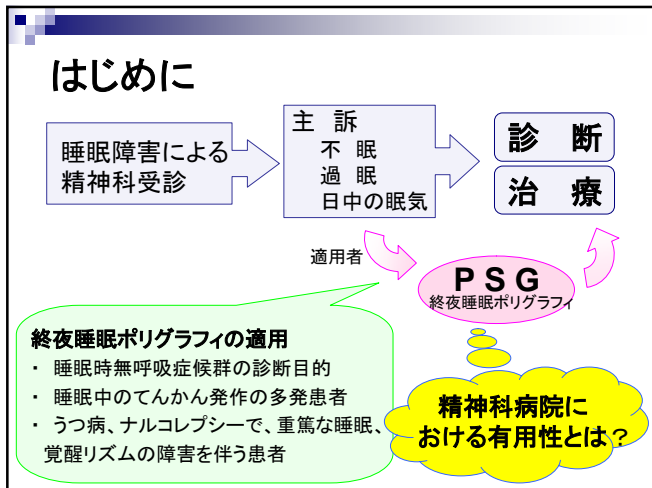 はじめに
睡眠障害による
精神科受診
主 訴
不 眠
過 眠
日中の眠気
診 断
治 療
適用者
P S G
終夜睡眠ポリグラフィ
終夜睡眠ポリグラフィの適用
・ 睡眠時無呼吸症候群の診断目的
・ 睡眠中のてんかん発作の多発患者
・ うつ病、ナルコレプシーで、重篤な睡眠、
覚醒リズムの障害を伴う患者
精神科病院に
おける有用性とは?